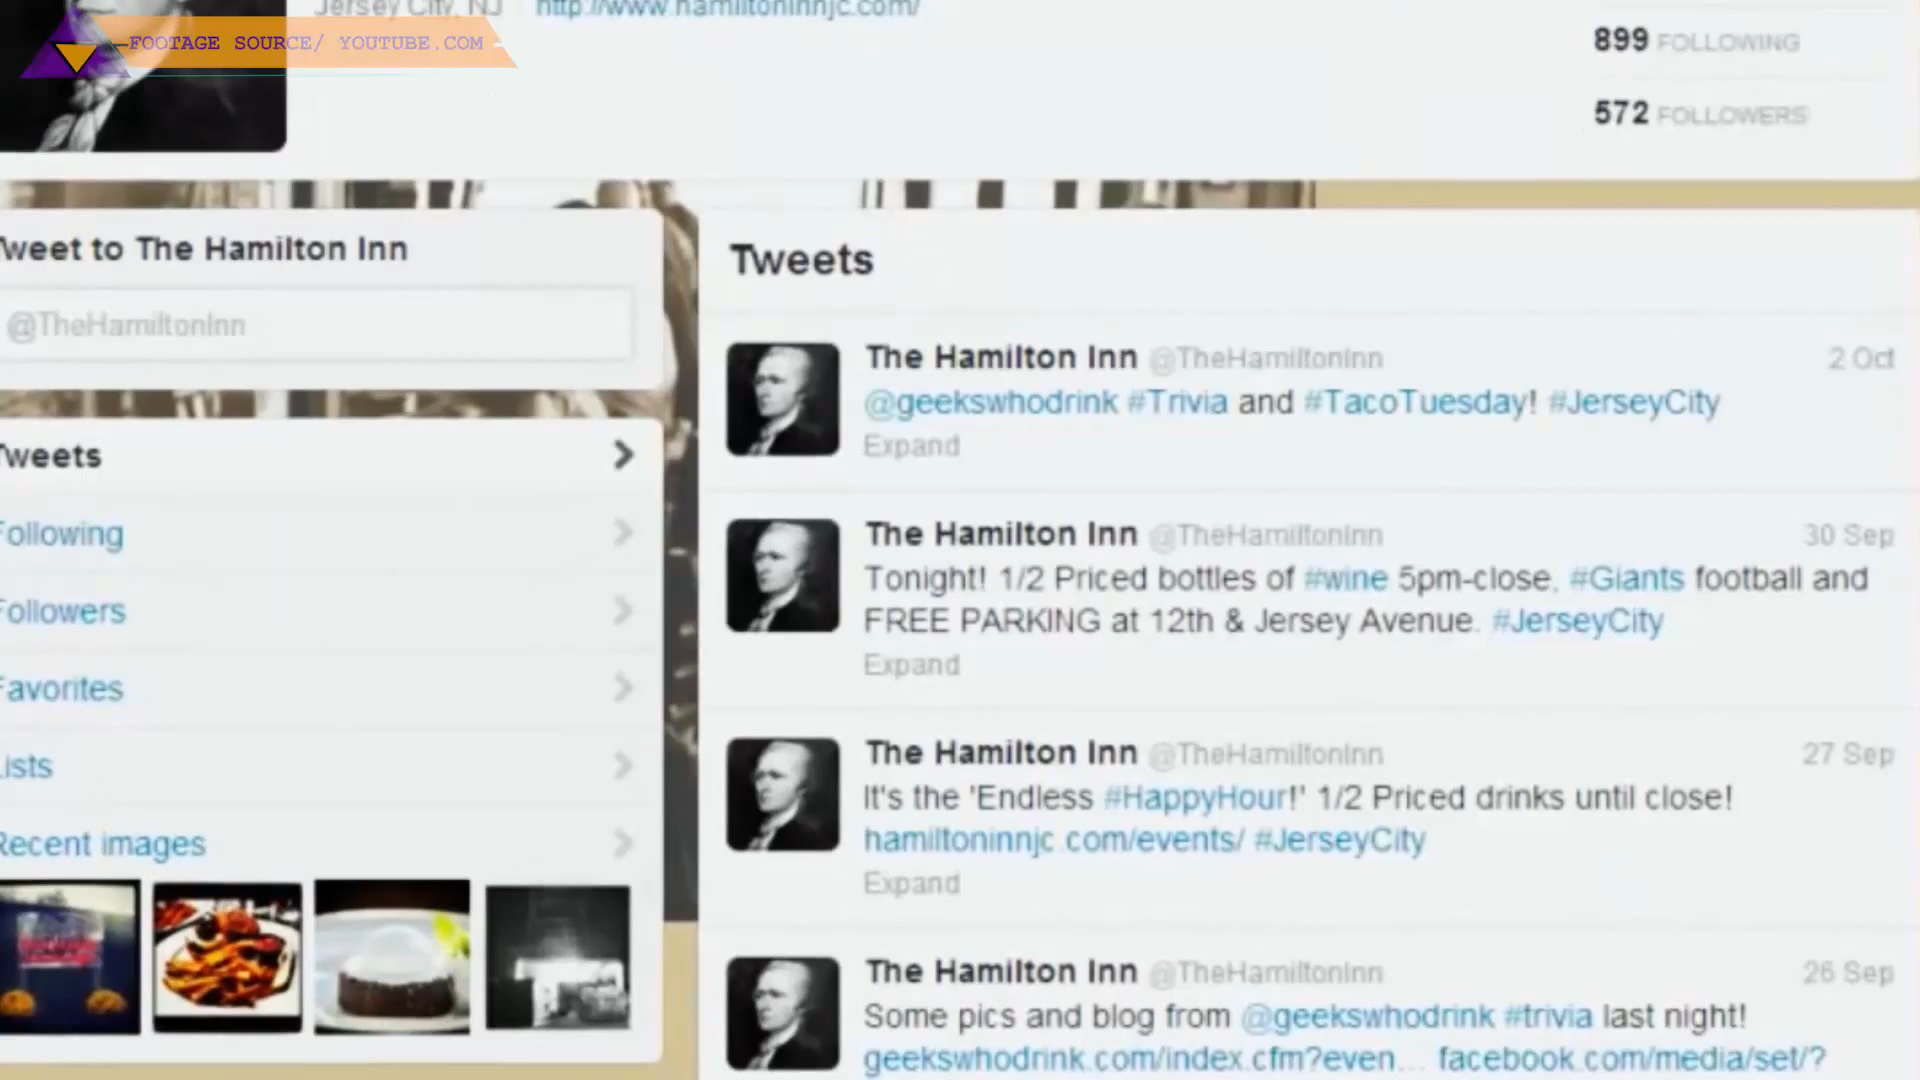 Jersey City, NJ http://www.hamiltoninnjc.com/
FOOTAGE SOURCE/ YOUTUBE.COM
899 FOLLOWING
572 FOLLOWERS
Tweet to The Hamilton Inn
@TheHamiltonInn
Tweets
Following
Followers
Favorites
Lists
Recent images
Tweets
The Hamilton Inn @TheHamiltonInn 2 Oct
@geekswhodrink #Trivia and #TacoTuesday! #JerseyCity
Expand
The Hamilton Inn @TheHamiltonInn 30 Sep
Tonight! 1/2 Priced bottles of #wine 5pm-close, #Giants football and
FREE PARKING at 12th & Jersey Avenue. #JerseyCity
Expand
The Hamilton Inn @TheHamiltonInn 27 Sep
It's the 'Endless #HappyHour!' 1/2 Priced drinks until close!
hamiltoninnjc.com/events/ #JerseyCity
Expand
The Hamilton Inn @TheHamiltonInn 26 Sep
Some pics and blog from @geekswhodrink #trivia last night!
geekswhodrink.com/index.cfm?even... facebook.com/media/set/?